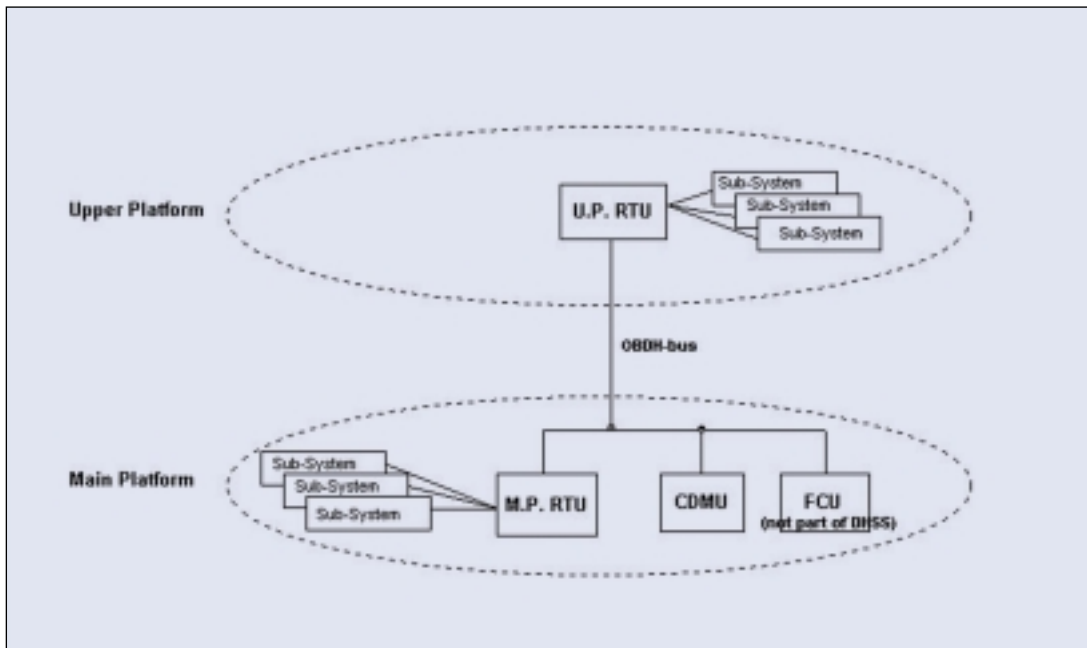 Upper Platform
U.P. RTU
Sub-System
Sub-System
Sub-System
OBDH-bus
Main Platform
Sub-System
Sub-System
Sub-System
M.P. RTU
CDMU
FCU
(not part of DHSS)